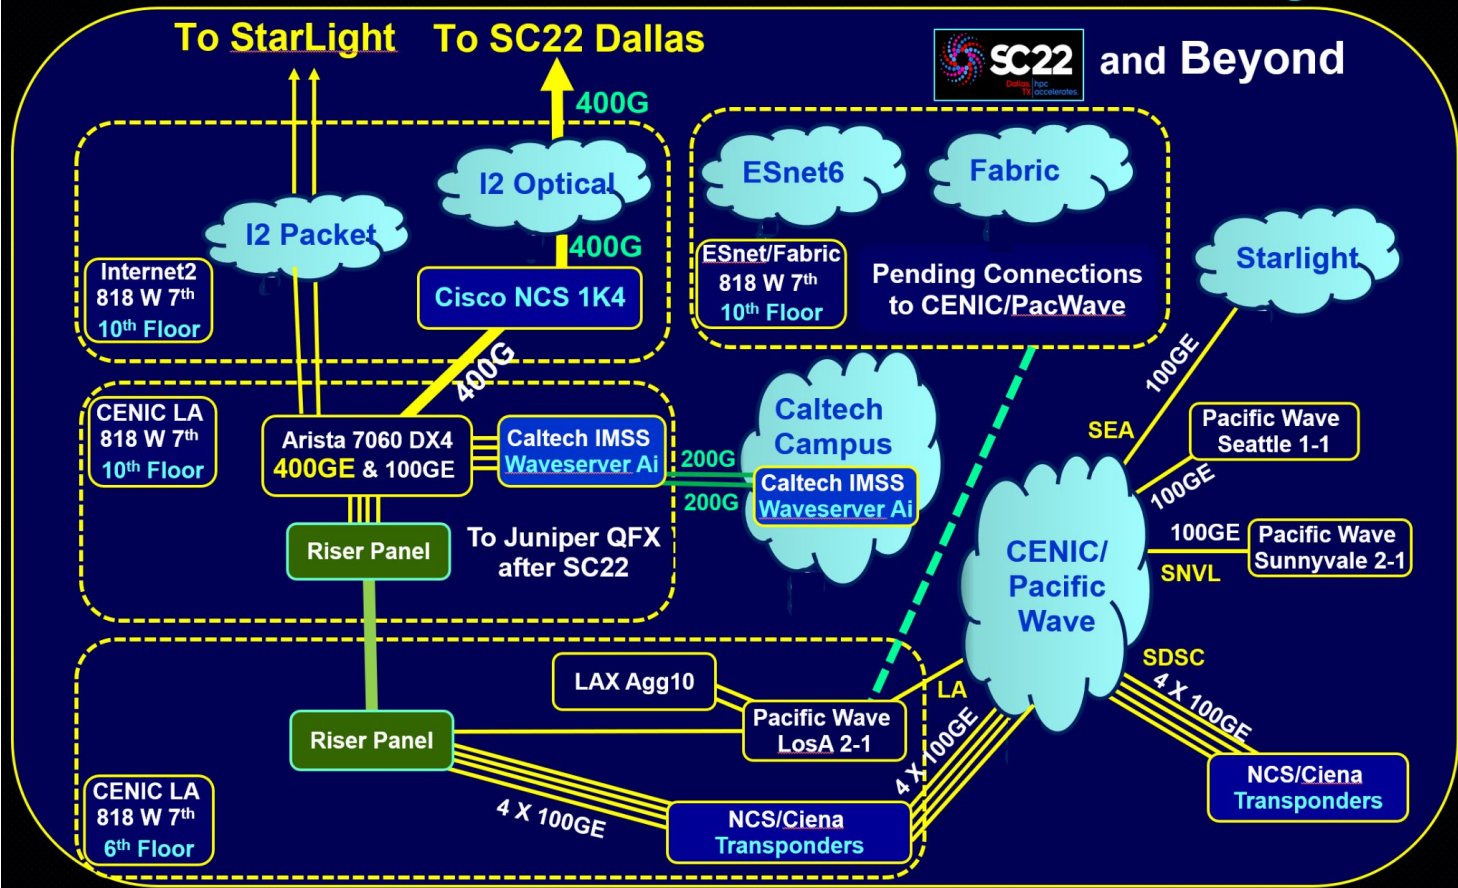 To StarLight
To SC22 Dallas
SC22
Dallas, TX
hpc accelerates.
and Beyond
400G
I2 Optical
I2 Packet
400G
Internet2
818 W 7th
10th Floor
Cisco NCS 1K4
400G
ESnet6
Fabric
ESnet/Fabric
818 W 7th
10th Floor
Pending Connections
to CENIC/PacWave
Starlight
100GE
SEA
Pacific Wave
Seattle 1-1
100GE
CENIC LA
818 W 7th
10th Floor
Arista 7060 DX4
400GE & 100GE
Caltech IMSS
Waveserver Ai
200G
200G
Caltech
Campus
Caltech IMSS
Waveserver Ai
Riser Panel
To Juniper QFX
after SC22
CENIC/
Pacific
Wave
100GE
SNVL
Pacific Wave
Sunnyvale 2-1
SDSC
4 X 100GE
NCS/Ciena
Transponders
LAX Agg10
LA
Pacific Wave
LosA 2-1
Riser Panel
4 X 100GE
4 X 100GE
NCS/Ciena
Transponders
CENIC LA
818 W 7th
6th Floor